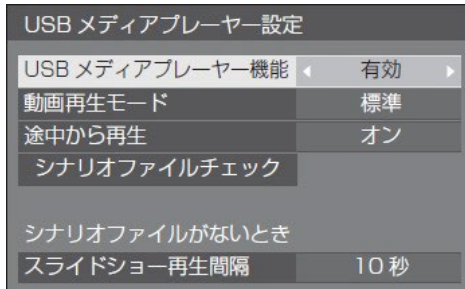 USB メディアプレーヤー設定
USB メディアプレーヤー機能 有効
動画再生モード 標準
途中から再生 オン
シナリオファイルチェック
シナリオファイルがないとき
スライドショー再生間隔 10秒